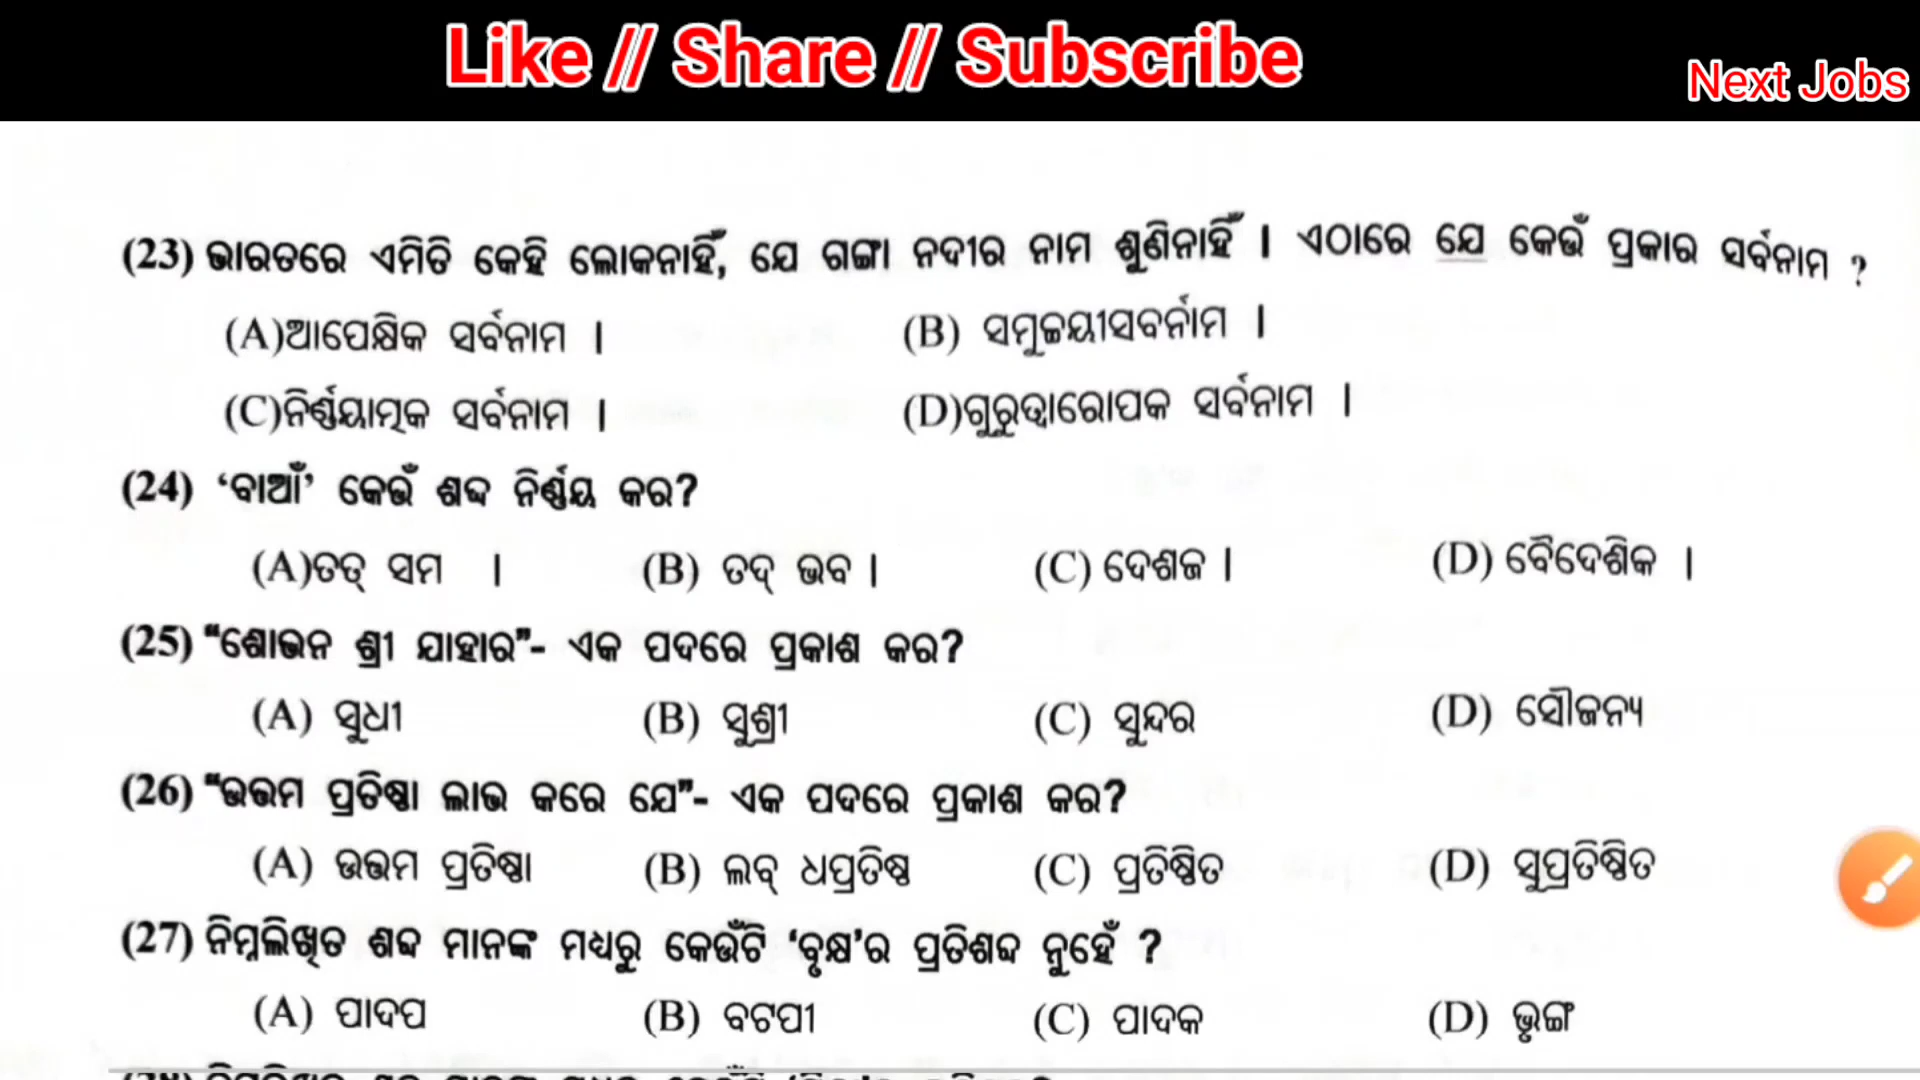 Like // Share // Subscribe
Next Jobs
(23) ଭାରତରେ ଏମିତି କେହି ଲୋକନାହିଁ, ଯେ ଗଙ୍ଗା ନଦୀର ନାମ ଶୁଣିନାହିଁ । ଏଠାରେ ଯେ କେଉଁ ପ୍ରକାର ସର୍ବନାମ ?
(A)ଆପେକ୍ଷିକ ସର୍ବନାମ । (B) ସମୁଚ୍ଚୟୀସବର୍ନାମ ।
(C)ନିର୍ଣ୍ଣୟାତ୍ମକ ସର୍ବନାମ । (D)ଗୁରୁତ୍ୱାରୋପକ ସର୍ବନାମ ।
(24) ‘ବାଆଁ’ କେଉଁ ଶବ୍ଦ ନିର୍ଣ୍ଣୟ କର?
(A)ତତ୍ ସମ । (B) ତଦ୍ ଭବ । (C) ଦେଶଜ । (D) ବୈଦେଶିକ ।
(25) “ଶୋଭନ ଶ୍ରୀ ଯାହାର”- ଏକ ପଦରେ ପ୍ରକାଶ କର?
(A) ସୁଧୀ (B) ସୁଶ୍ରୀ (C) ସୁନ୍ଦର (D) ସୌଜନ୍ୟ
(26) “ଉତ୍ତମ ପ୍ରତିଷ୍ଠା ଲାଭ କରେ ଯେ”- ଏକ ପଦରେ ପ୍ରକାଶ କର?
(A) ଉତ୍ତମ ପ୍ରତିଷ୍ଠା (B) ଲବ୍ ଧପ୍ରତିଷ୍ଠ (C) ପ୍ରତିଷ୍ଠିତ (D) ସୁପ୍ରତିଷ୍ଠିତ
(27) ନିମ୍ନଲିଖିତ ଶବ୍ଦ ମାନଙ୍କ ମଧ୍ୟରୁ କେଉଁଟି ‘ବୃକ୍ଷ’ର ପ୍ରତିଶବ୍ଦ ନୁହେଁ ?
(A) ପାଦପ (B) ବଟପୀ (C) ପାଦକ (D) ଭୃଙ୍ଗ